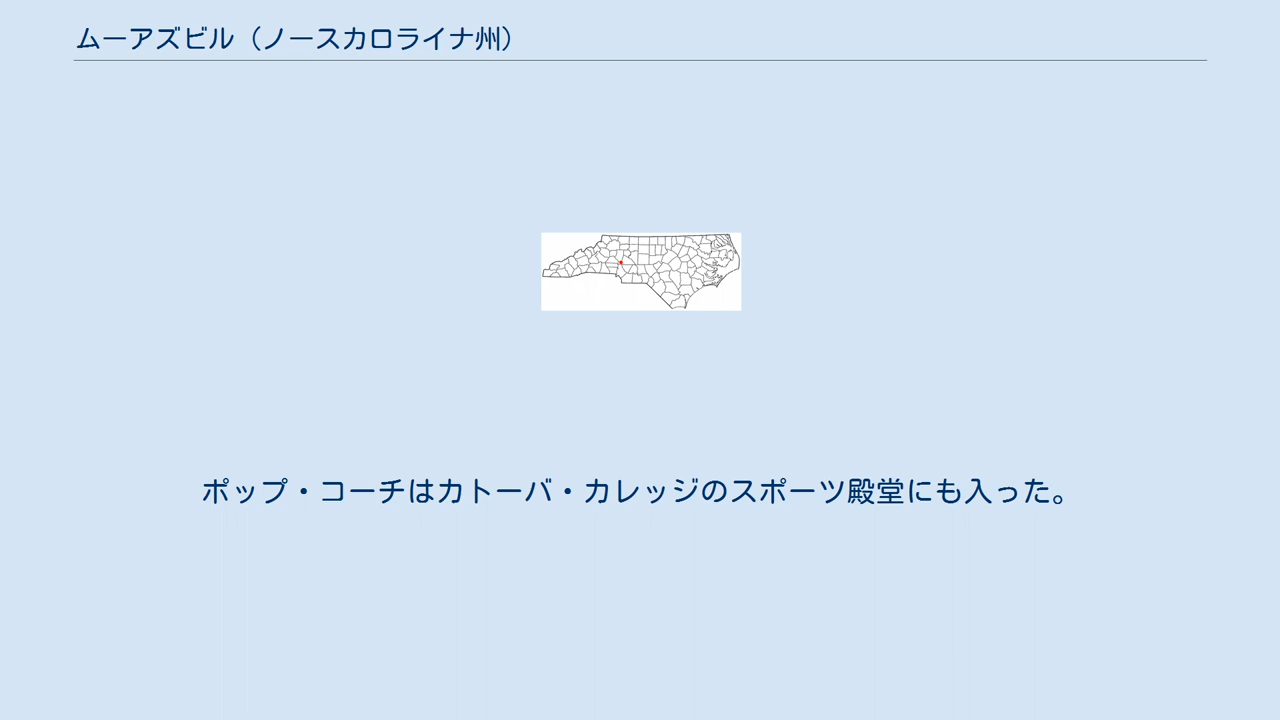 ムーアズビル（ノースカロライナ州）
ポップ・コーチはカトーバ・カレッジのスポーツ殿堂にも入った。